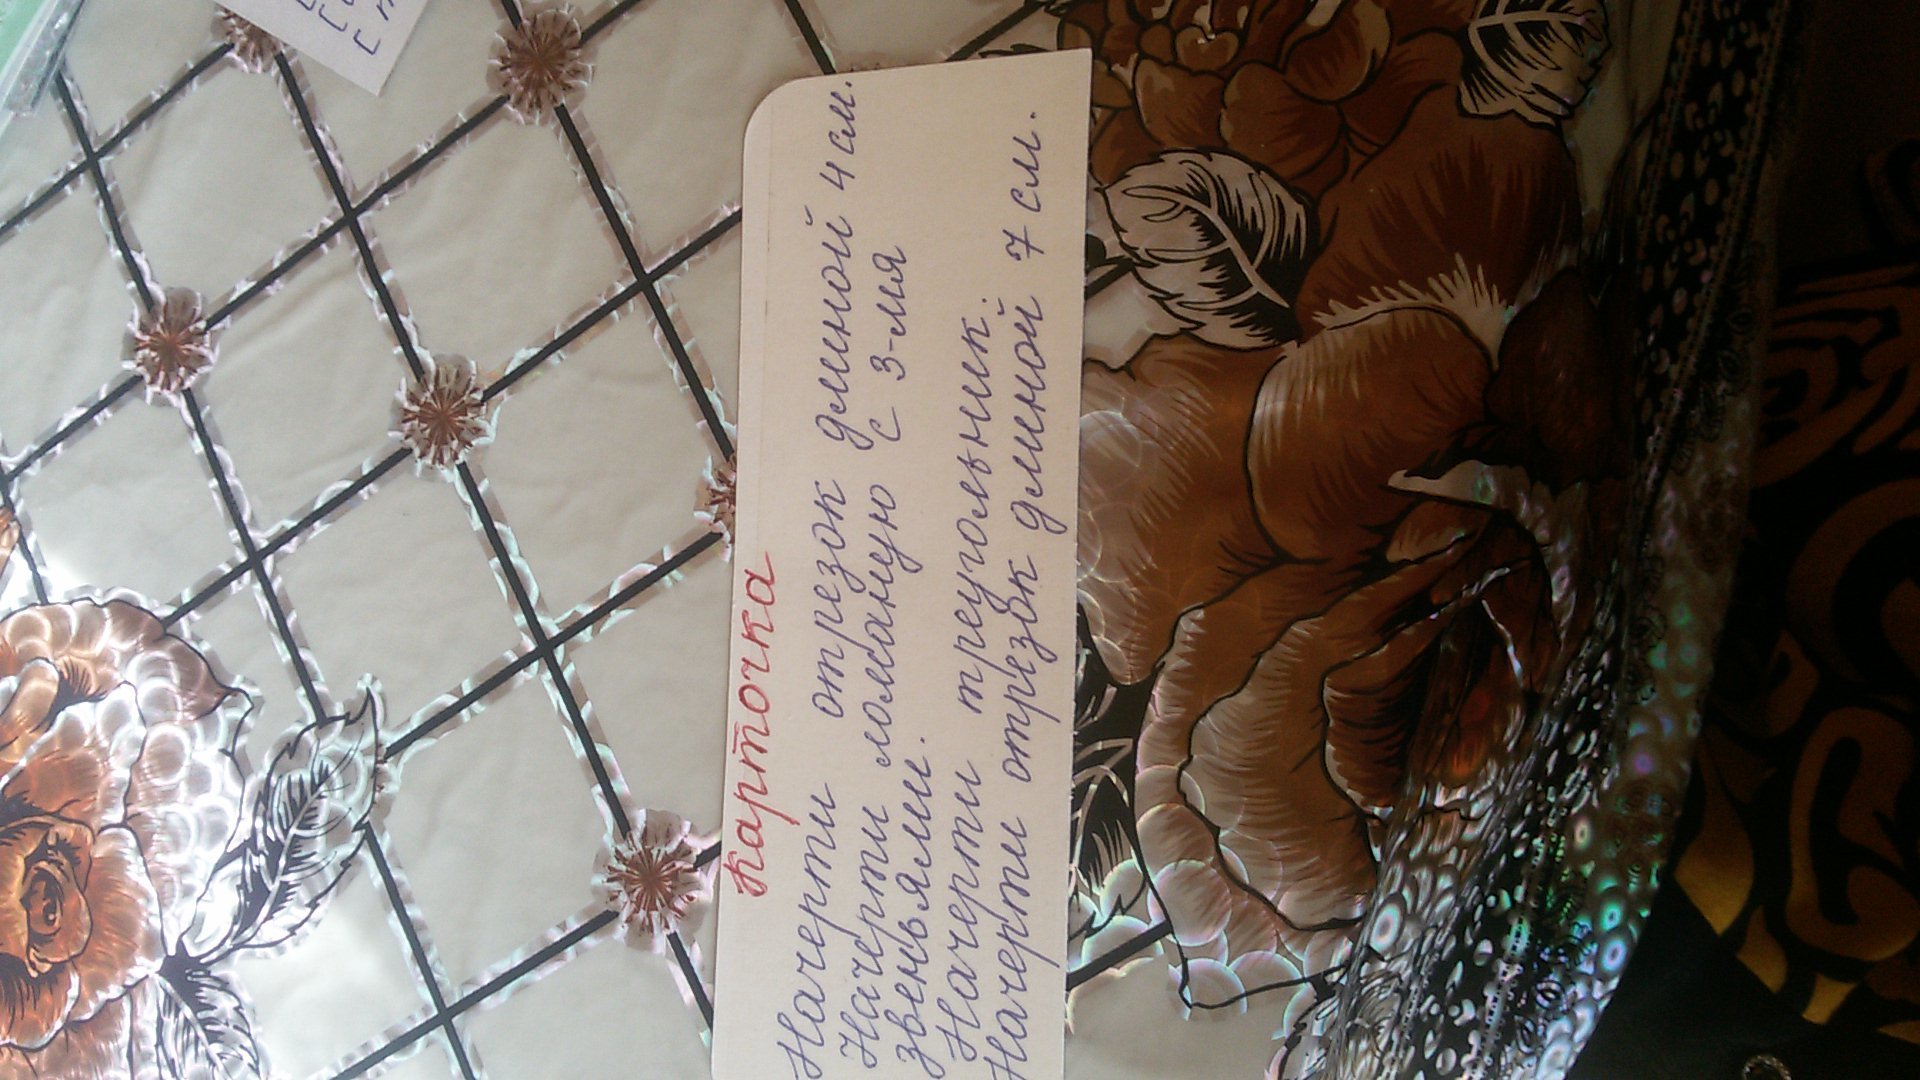 карточка
Начерти отрезок длиной 4 см.
Начерти ломаную с 3-мя
звеньями.
Начерти треугольник.
Начерти отрезок длиной 7 см.